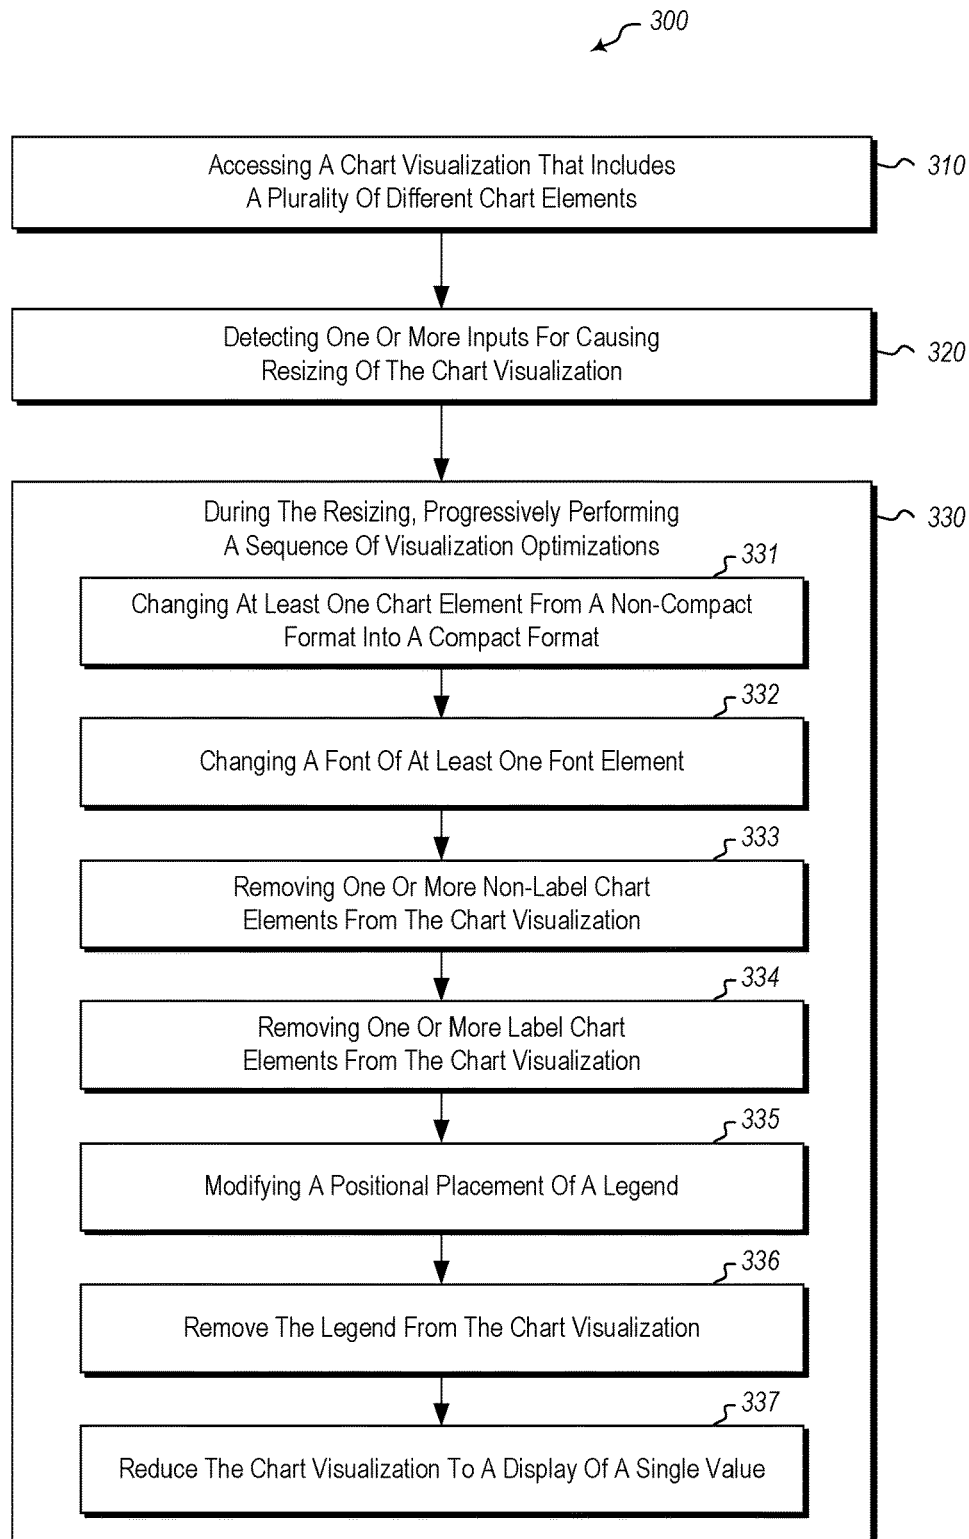 300
Accessing A Chart Visualization That Includes
A Plurality Of Different Chart Elements
310
Detecting One Or More Inputs For Causing
Resizing Of The Chart Visualization
320
During The Resizing, Progressively Performing
A Sequence Of Visualization Optimizations
330
331
Changing At Least One Chart Element From A Non-Compact
Format Into A Compact Format
332
Changing A Font Of At Least One Font Element
333
Removing One Or More Non-Label Chart
Elements From The Chart Visualization
334
Removing One Or More Label Chart
Elements From The Chart Visualization
335
Modifying A Positional Placement Of A Legend
336
Remove The Legend From The Chart Visualization
337
Reduce The Chart Visualization To A Display Of A Single Value